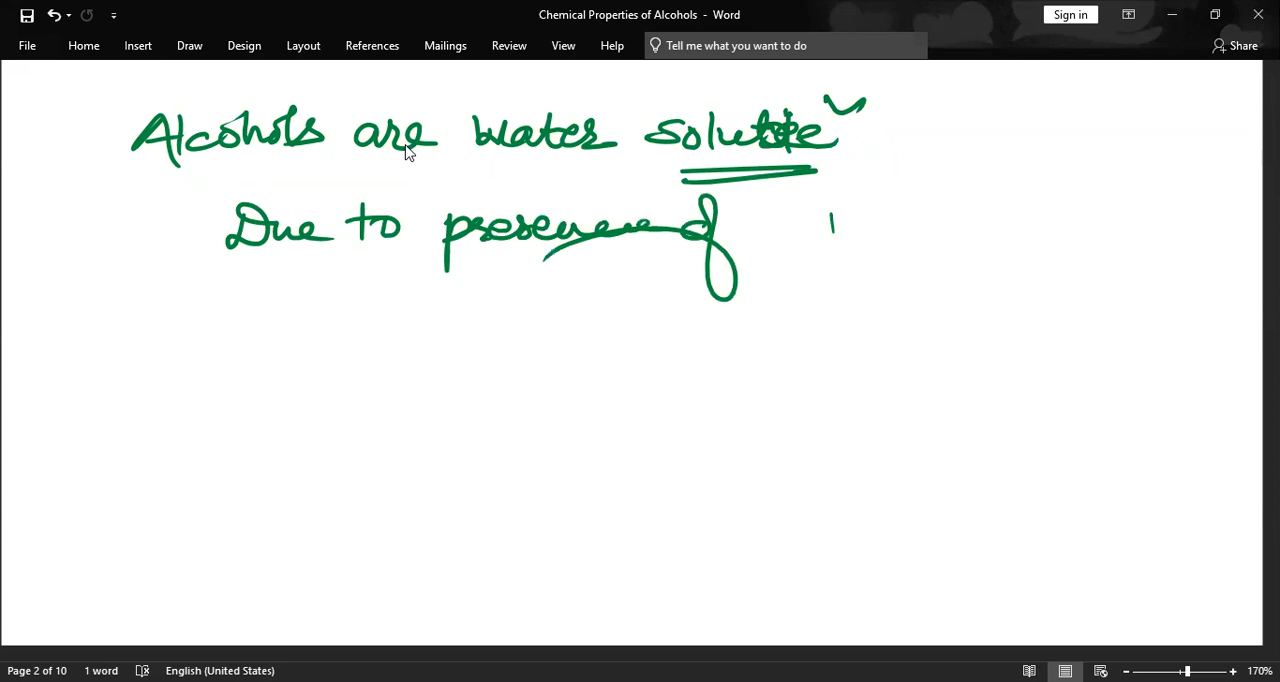 Chemical Properties of Alcohols - Word
Sign in
File Home Insert Draw Design Layout References Mailings Review View Help Tell me what you want to do Share
Alcohols are water soluble
Due to presence of
Page 2 of 10 1 word English (United States) 170%